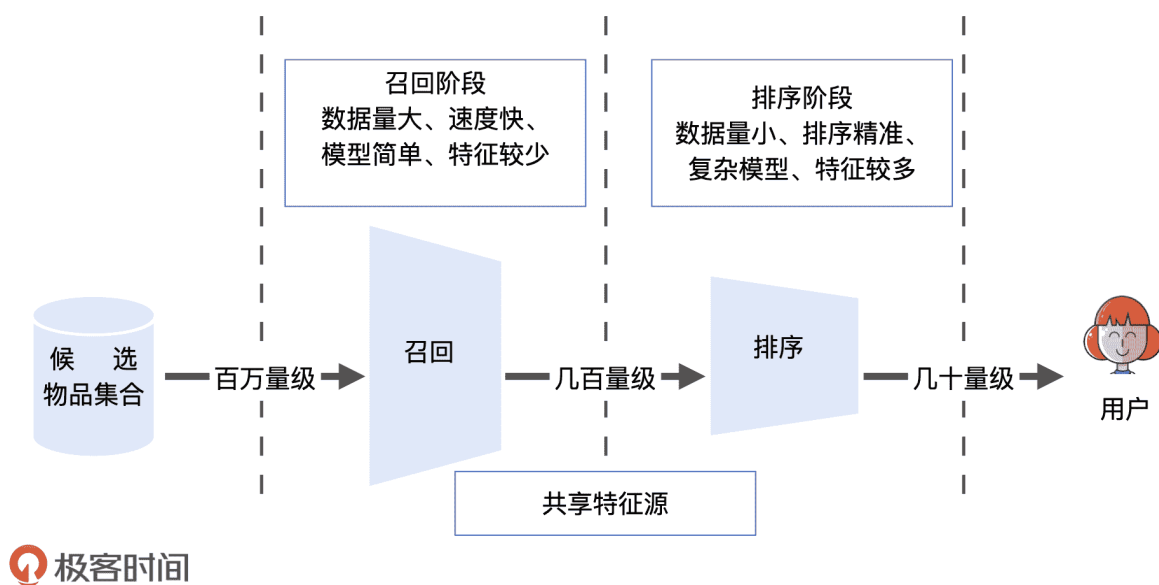 召回阶段
数据量大、速度快、
模型简单、特征较少
排序阶段
数据量小、排序精准、
复杂模型、特征较多
候 选
物品集合
百万量级
召回
几百量级
排序
几十量级
用户
共享特征源
极客时间